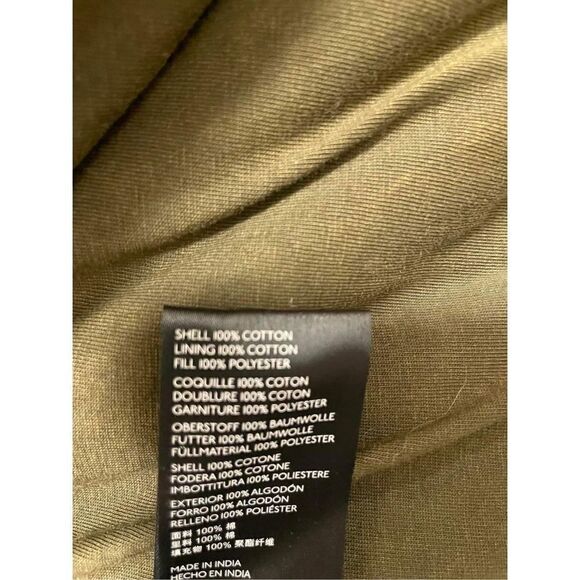 SHELL 100% COTTON
LINING 100% COTTON
FILL 100% POLYESTER
COQUILLE 100% COTON
DOUBLURE 100% COTON
GARNITURE 100% POLYESTER
OBERSTOFF 100% BAUMWOLLE
FUTTER 100% BAUMWOLLE
FÜLLMATERIAL 100% POLYESTER
SHELL 100% COTONE
FODERA 100% COTONE
IMBOTTITURA 100% POLIESTERE
EXTERIOR 100% ALGODÓN
FORRO 100% ALGODÓN
RELLENO 100% POLIÉSTER
面料 100% 棉
里料 100% 棉
填充物 100% 聚酯纤维
MADE IN INDIA
HECHO EN INDIA